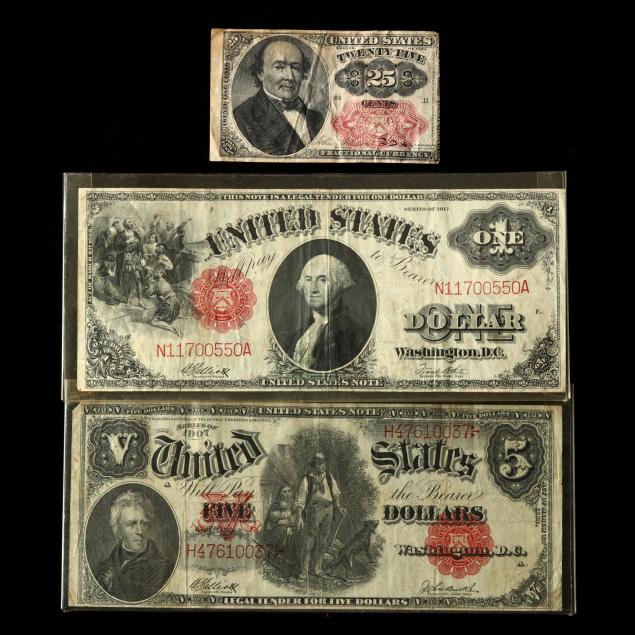 UNITED STATES
TWENTY FIVE
25
CENTS
FRACTIONAL CURRENCY
THIS NOTE IS A LEGAL TENDER FOR ONE DOLLAR
SERIES OF 1917
UNITED STATES
ONE
Will pay to Bearer
N11700550A
ONE
DOLLAR
N11700550A
Washington, D.C.
UNITED STATES NOTE
UNITED STATES NOTE
SERIES OF
1907
H47610037
V
United States
5
Will Pay the Bearer
V
FIVE DOLLARS
H47610037
Washington, D.C.
LEGAL TENDER FOR FIVE DOLLARS